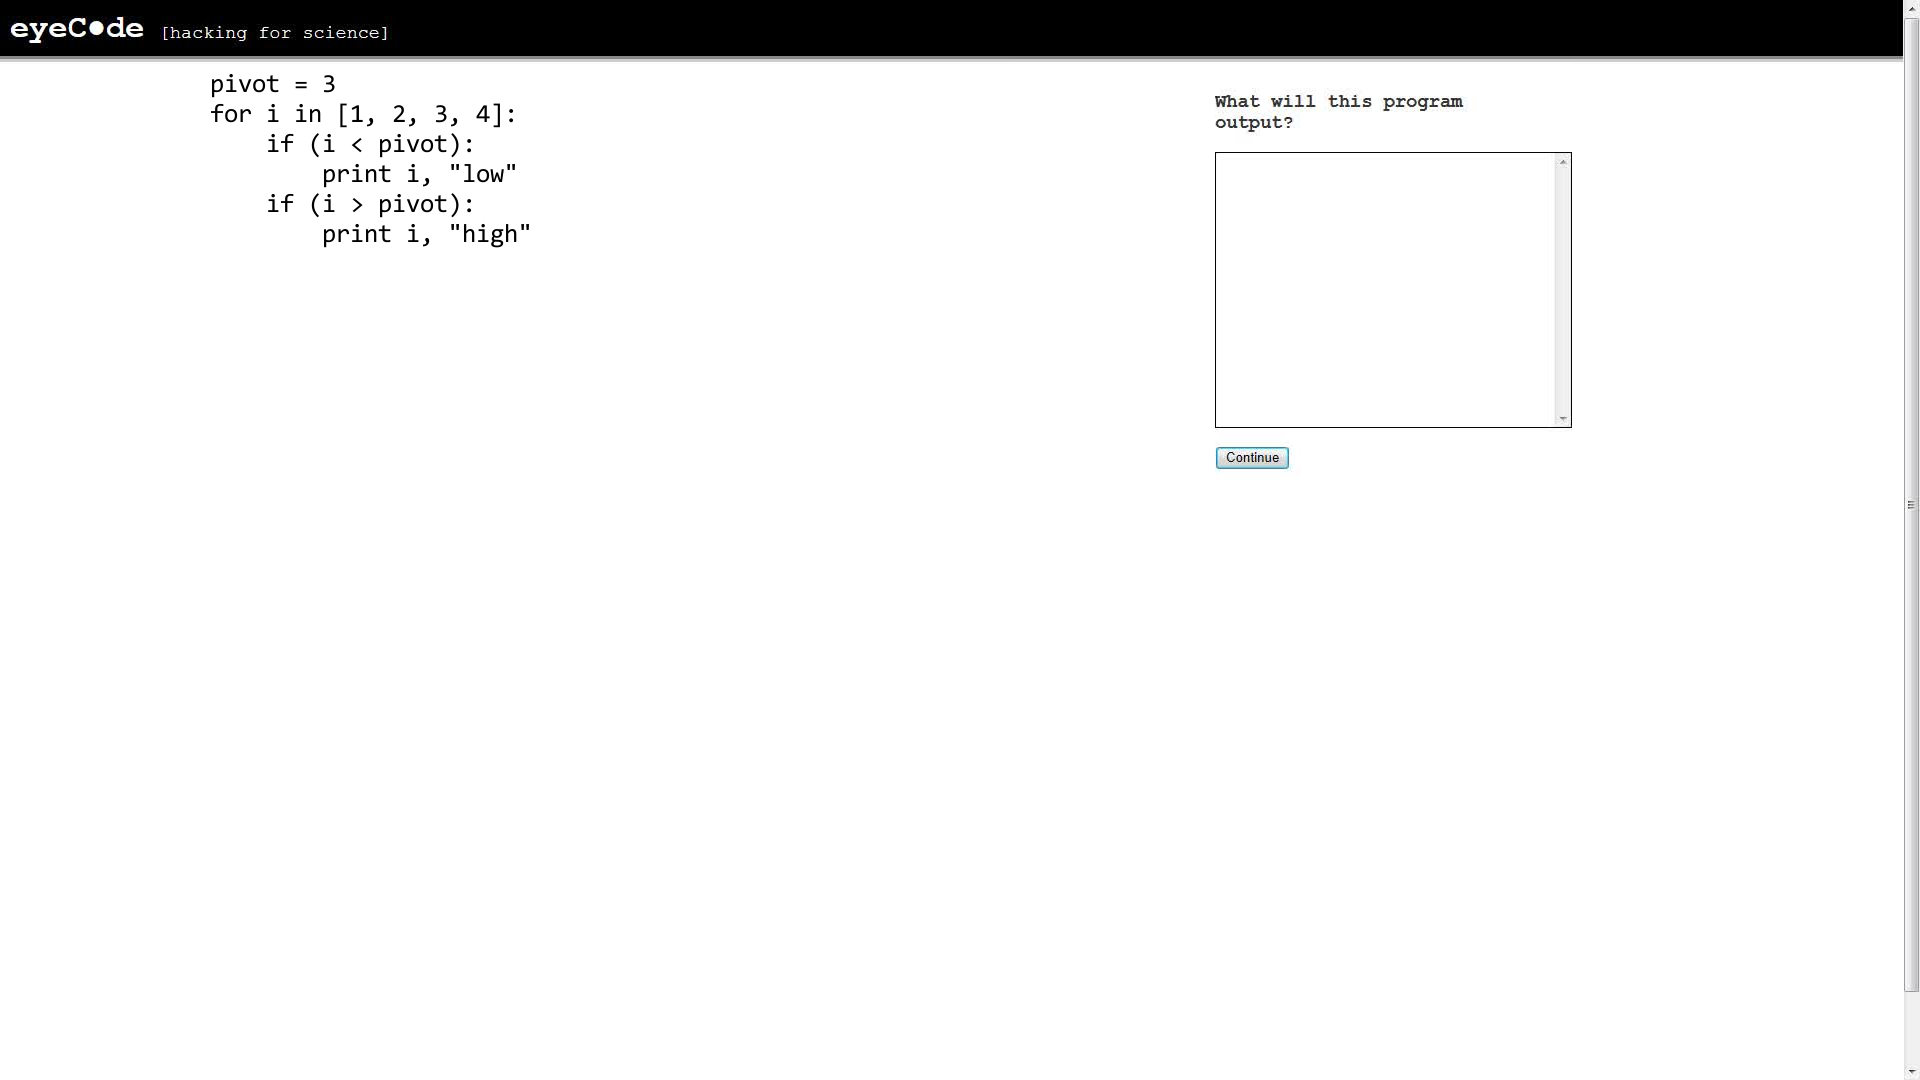 eyeC●de [hacking for science]
pivot = 3
for i in [1, 2, 3, 4]:
    if (i < pivot):
        print i, "low"
    if (i > pivot):
        print i, "high"
What will this program
output?
Continue